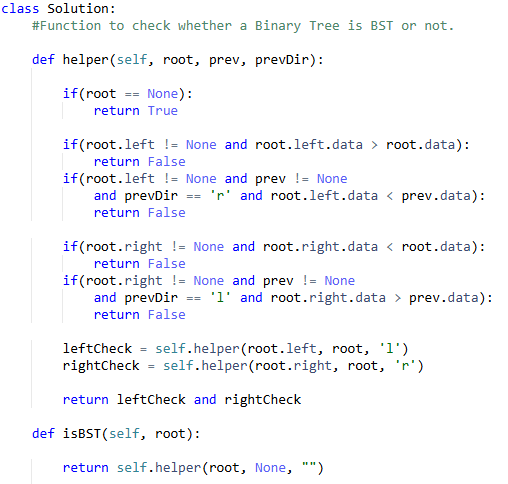 class Solution:
    #Function to check whether a Binary Tree is BST or not.
    def helper(self, root, prev, prevDir):
        if(root == None):
            return True
        if(root.left != None and root.left.data > root.data):
            return False
        if(root.left != None and prev != None
            and prevDir == 'r' and root.left.data < prev.data):
            return False
        if(root.right != None and root.right.data < root.data):
            return False
        if(root.right != None and prev != None
            and prevDir == 'l' and root.right.data > prev.data):
            return False
        leftCheck = self.helper(root.left, root, 'l')
        rightCheck = self.helper(root.right, root, 'r')
        return leftCheck and rightCheck
    def isBST(self, root):
        return self.helper(root, None, "")